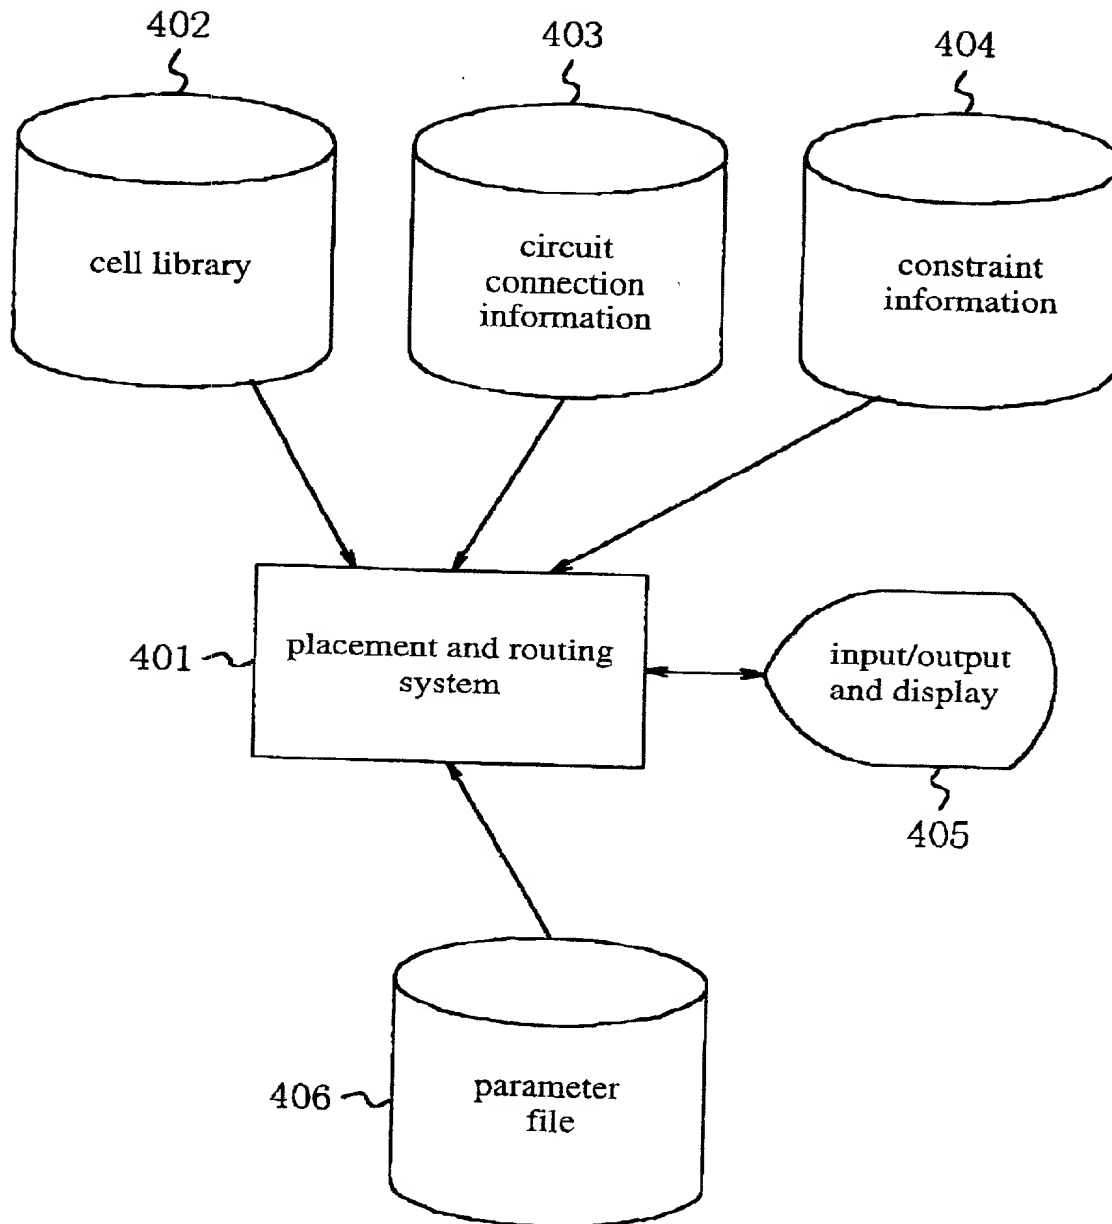 402
403
404
cell library
circuit
connection
information
constraint
information
401
placement and routing
system
input/output
and display
405
406
parameter
file